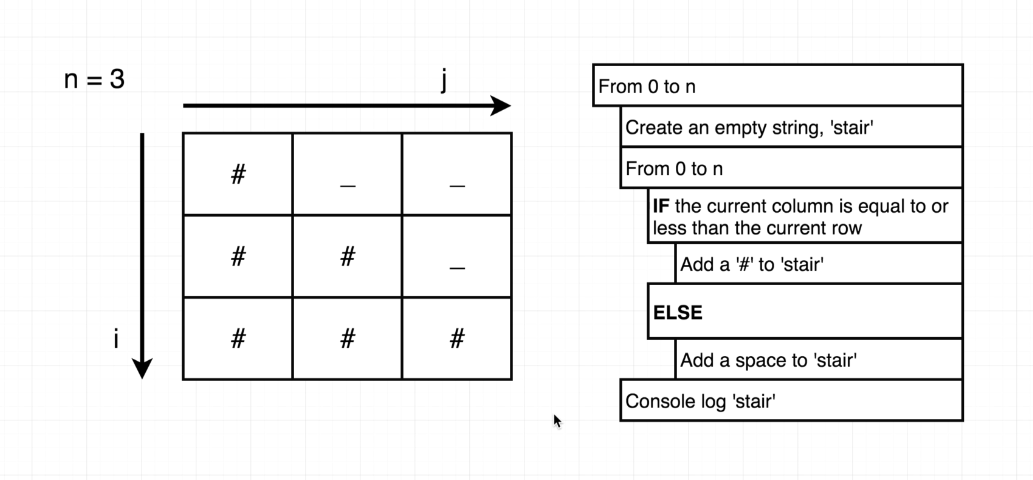 n = 3
j
i
# _ _
# # _
# # #
From 0 to n
Create an empty string, 'stair'
From 0 to n
IF the current column is equal to or
less than the current row
Add a '#' to 'stair'
ELSE
Add a space to 'stair'
Console log 'stair'